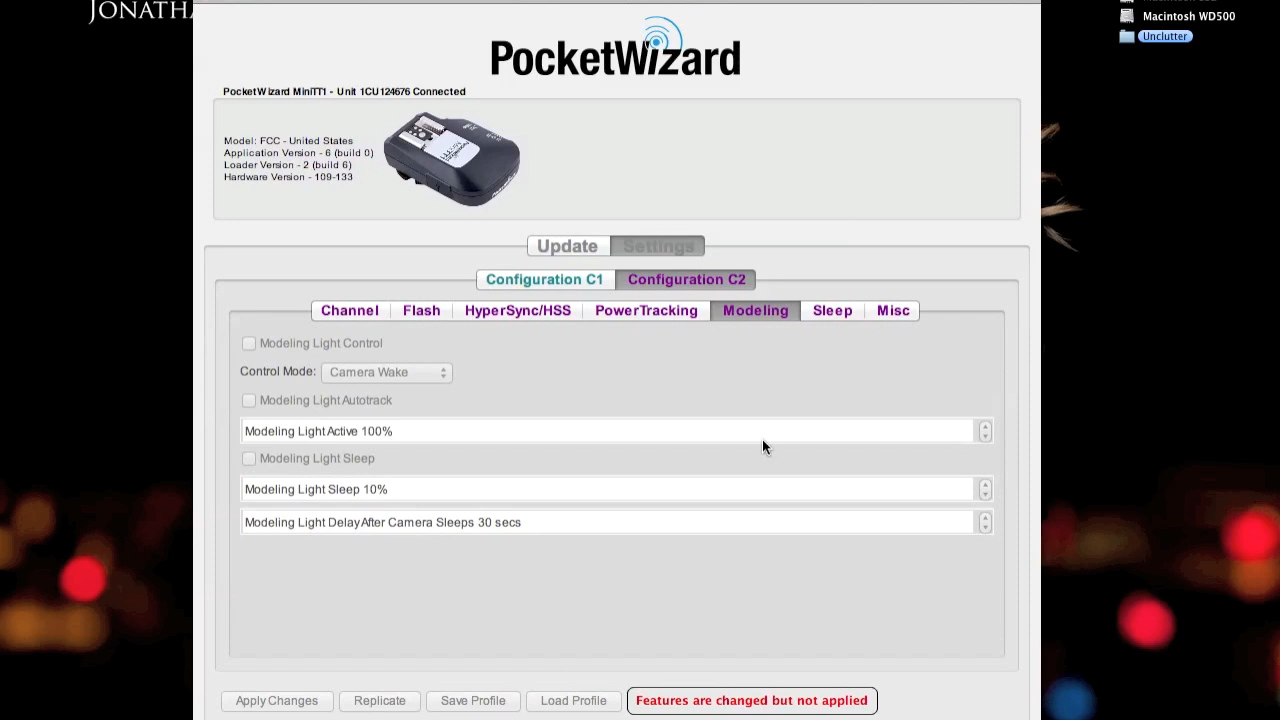 JONATHA
Macintosh WD500
Unclutter
PocketWizard
PocketWizard MiniTT1 - Unit 1CU124676 Connected
Model: FCC - United States
Application Version - 6 (build 0)
Loader Version - 2 (build 6)
Hardware Version - 109-133
Update Settings
Configuration C1 Configuration C2
Channel Flash HyperSync/HSS PowerTracking Modeling Sleep Misc
Modeling Light Control
Control Mode: Camera Wake
Modeling Light Autotrack
Modeling Light Active 100%
Modeling Light Sleep
Modeling Light Sleep 10%
Modeling Light Delay After Camera Sleeps 30 secs
Apply Changes Replicate Save Profile Load Profile Features are changed but not applied